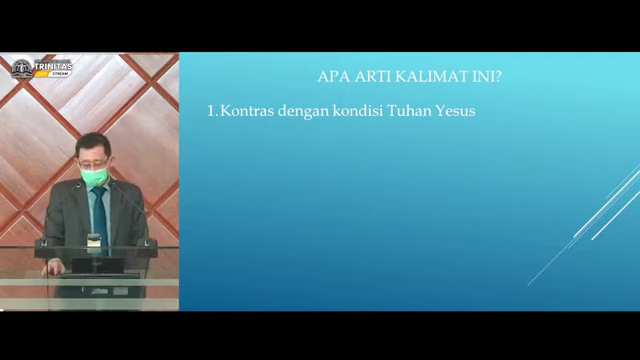 TRINITAS
STREAM
APA ARTI KALIMAT INI?
1. Kontras dengan kondisi Tuhan Yesus